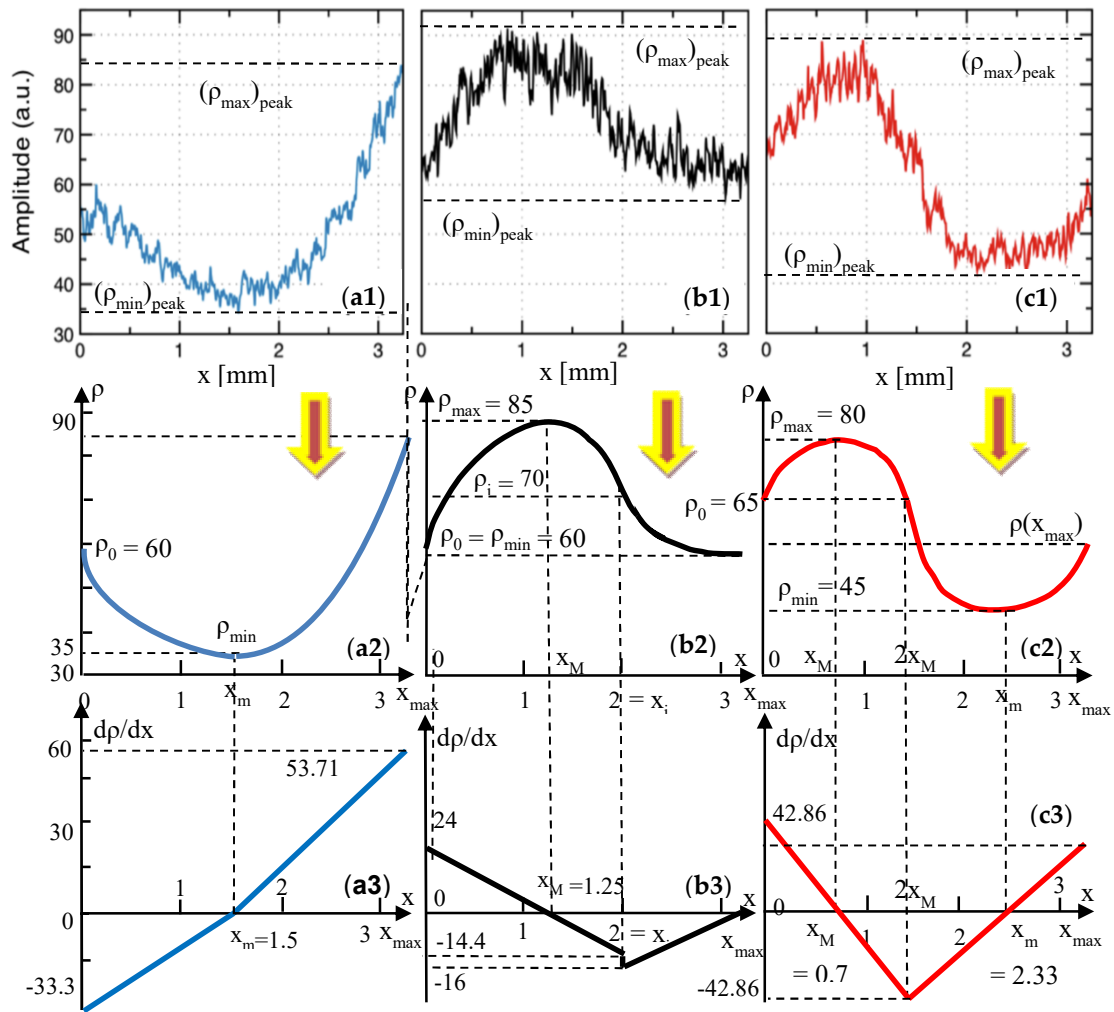 Amplitude (a.u.)
90
80
70
60
50
40
30
(ρmax)peak
(ρmin)peak
(a1)
0 1 2 3
x [mm]
(ρmax)peak
(ρmin)peak
(b1)
0 1 2 3
x [mm]
(ρmax)peak
(ρmin)peak
(c1)
0 1 2 3
x [mm]
ρ
90
ρ0 = 60
ρmin
35
30
(a2)
0 1 xm 2 3 xmax
x
ρ
ρmax = 85
ρi = 70
ρ0 = ρmin = 60
(b2)
0 1 xM 2 = xi xmax
x
ρ
ρmax = 80
ρ0 = 65
ρ(xmax)
ρmin = 45
(c2)
0 xM 1 2xM 2 xm 3 xmax
x
dρ/dx
60
53.71
30
1 2
(a3)
x
0
xm=1.5
3 xmax
-33.3
dρ/dx
24
xM =1.25
(b3)
x
0
1
2 = xi
xmax
-14.4
-16
dρ/dx
42.86
(c3)
1 2xM 3
x
0
xM
2
xm
xmax
= 0.7
= 2.33
-42.86